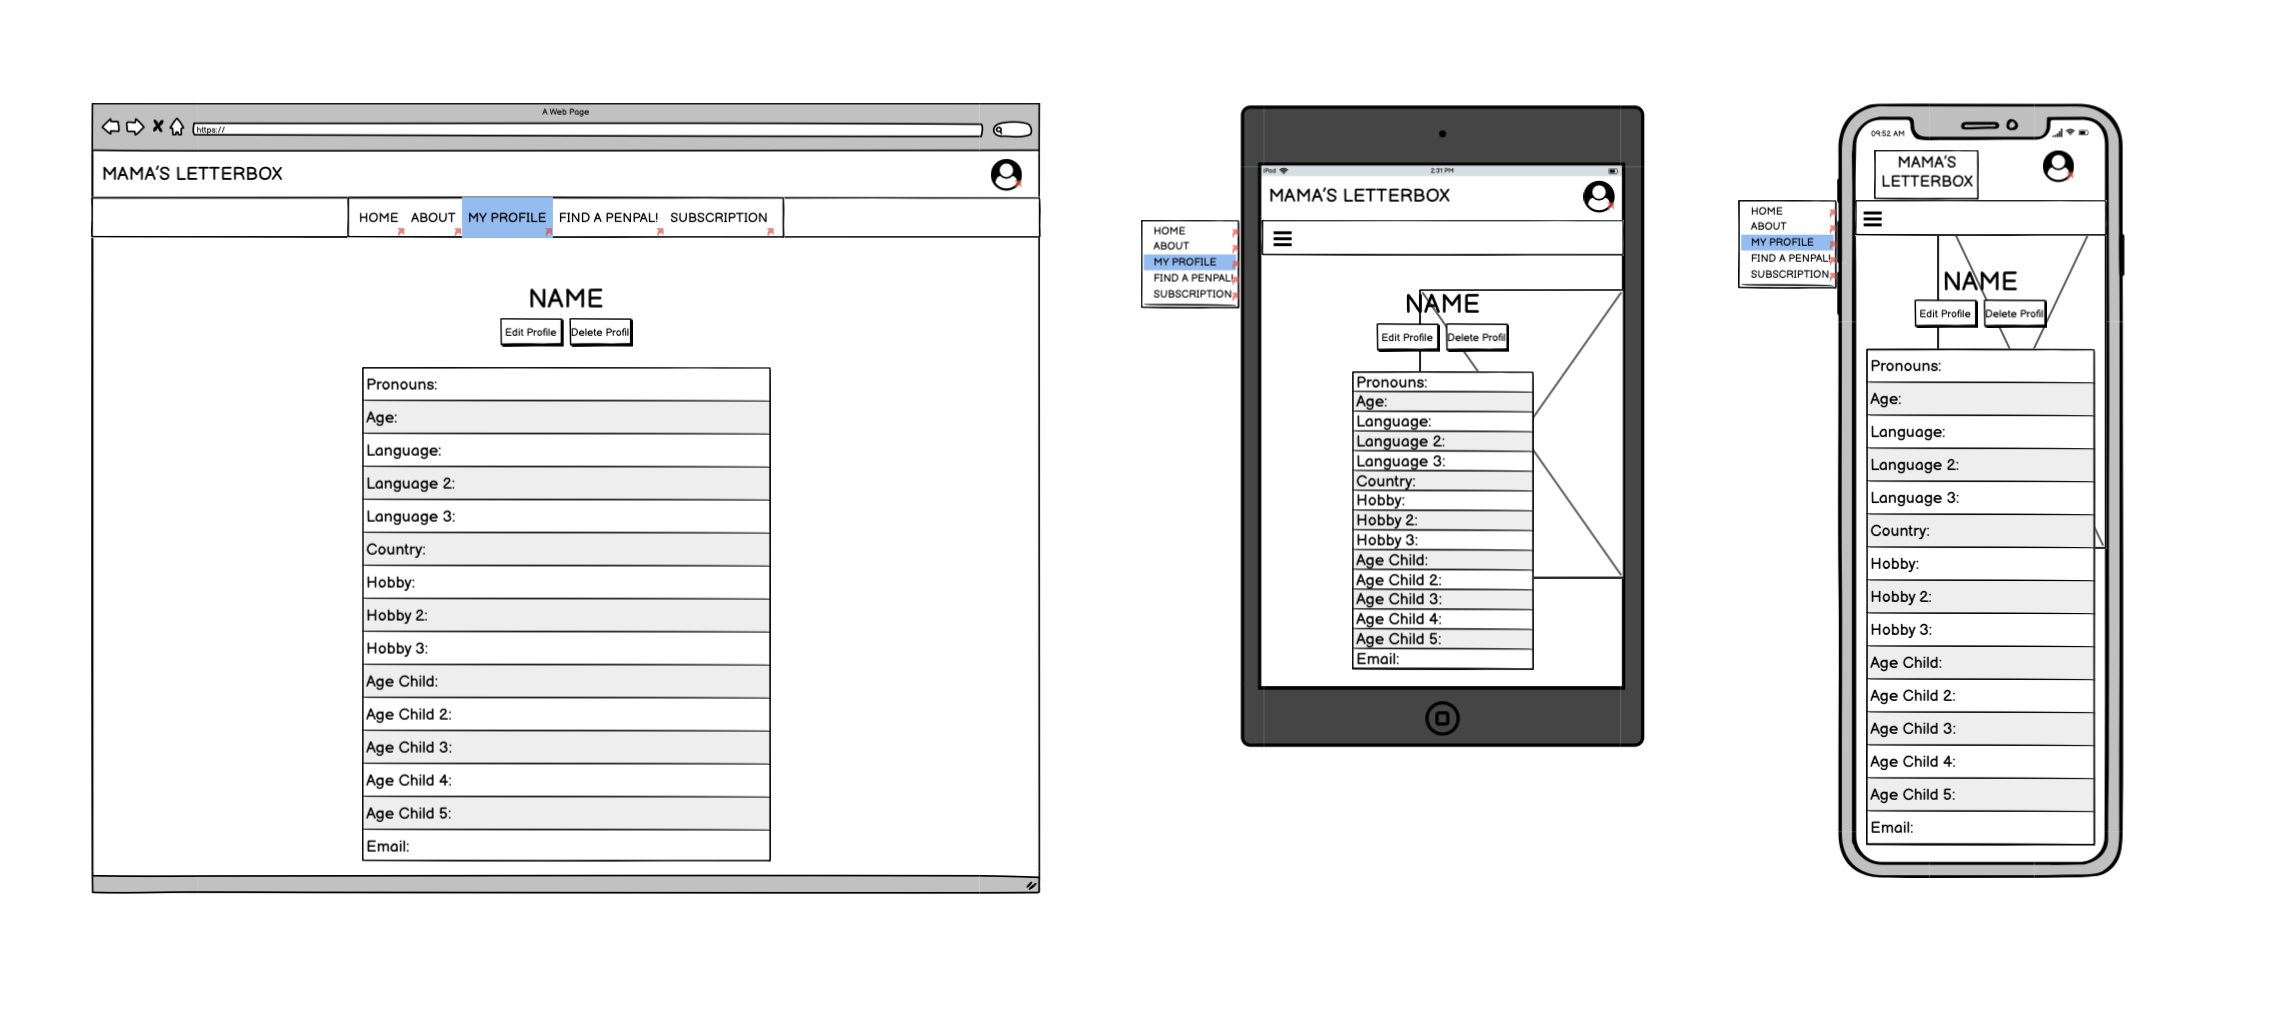 A Web Page
https://
MAMA'S LETTERBOX
HOME ABOUT MY PROFILE FIND A PENPAL! SUBSCRIPTION
NAME
Edit Profile Delete Profil
Pronouns:
Age:
Language:
Language 2:
Language 3:
Country:
Hobby:
Hobby 2:
Hobby 3:
Age Child:
Age Child 2:
Age Child 3:
Age Child 4:
Age Child 5:
Email:
HOME
ABOUT
MY PROFILE
FIND A PENPAL!
SUBSCRIPTION
iPad 2:31 PM
MAMA'S LETTERBOX
NAME
Edit Profile Delete Profil
Pronouns:
Age:
Language:
Language 2:
Language 3:
Country:
Hobby:
Hobby 2:
Hobby 3:
Age Child:
Age Child 2:
Age Child 3:
Age Child 4:
Age Child 5:
Email:
HOME
ABOUT
MY PROFILE
FIND A PENPAL!
SUBSCRIPTION
09:52 AM
MAMA'S
LETTERBOX
NAME
Edit Profile Delete Profil
Pronouns:
Age:
Language:
Language 2:
Language 3:
Country:
Hobby:
Hobby 2:
Hobby 3:
Age Child:
Age Child 2:
Age Child 3:
Age Child 4:
Age Child 5:
Email: